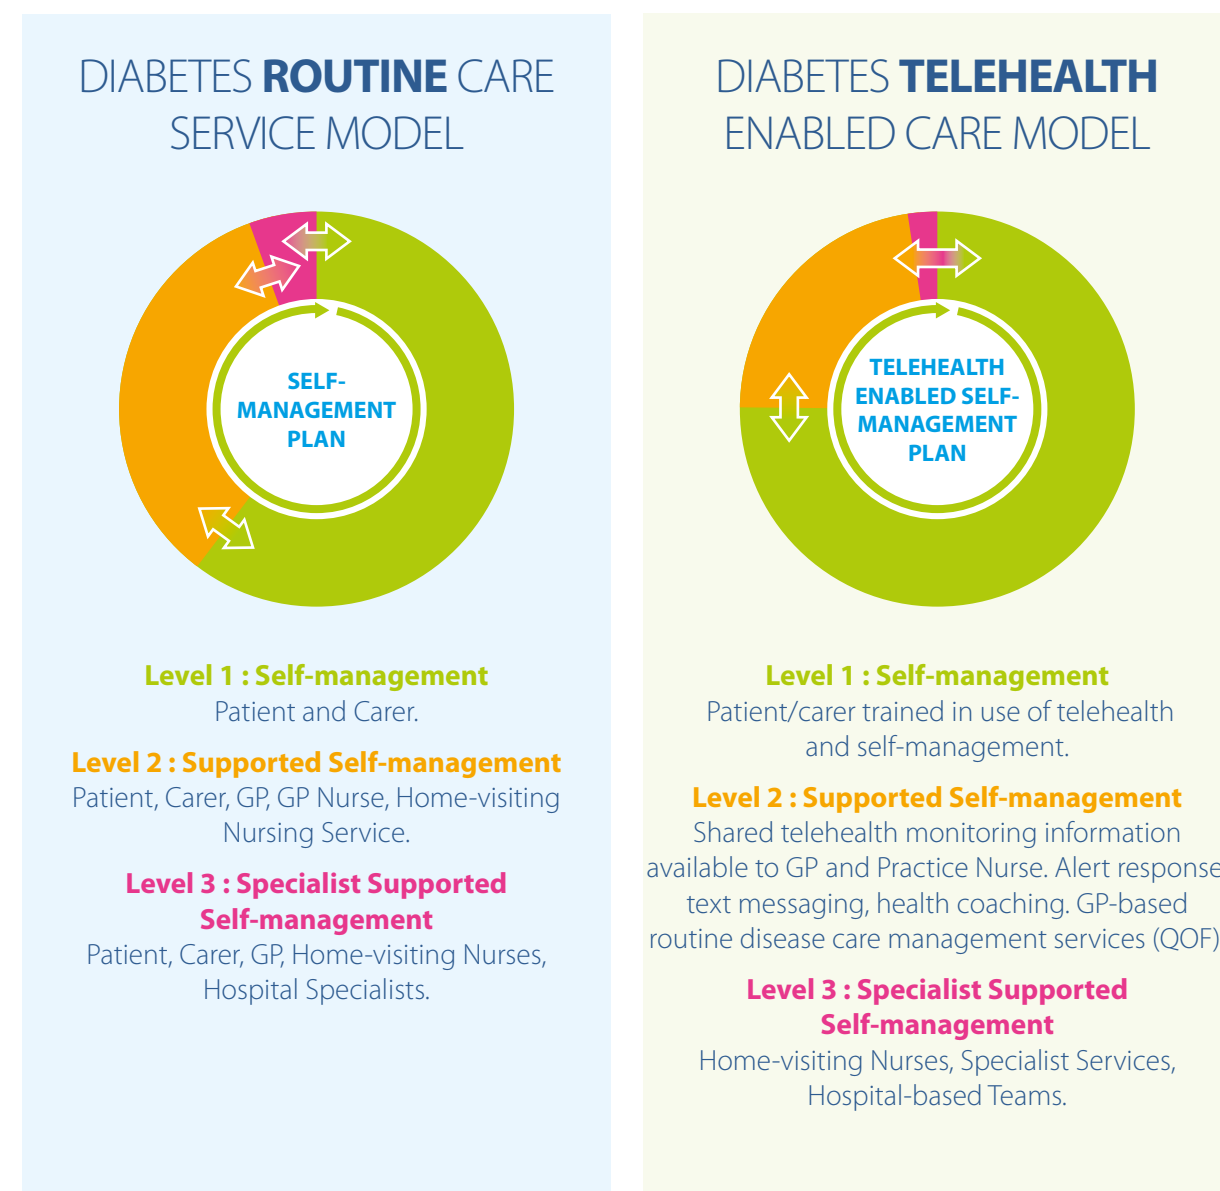 DIABETES ROUTINE CARE
SERVICE MODEL
SELF-
MANAGEMENT
PLAN
Level 1 : Self-management
Patient and Carer.
Level 2 : Supported Self-management
Patient, Carer, GP, GP Nurse, Home-visiting
Nursing Service.
Level 3 : Specialist Supported
Self-management
Patient, Carer, GP, Home-visiting Nurses,
Hospital Specialists.
DIABETES TELEHEALTH
ENABLED CARE MODEL
TELEHEALTH
ENABLED SELF-
MANAGEMENT
PLAN
Level 1 : Self-management
Patient/carer trained in use of telehealth
and self-management.
Level 2 : Supported Self-management
Shared telehealth monitoring information
available to GP and Practice Nurse. Alert response
text messaging, health coaching. GP-based
routine disease care management services (QOF)
Level 3 : Specialist Supported
Self-management
Home-visiting Nurses, Specialist Services,
Hospital-based Teams.